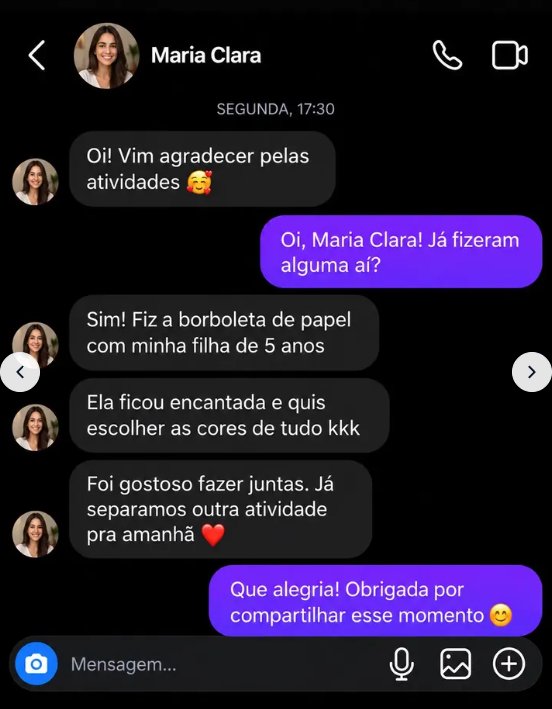 Maria Clara
SEGUNDA, 17:30
Oi! Vim agradecer pelas
atividades 🥰
Oi, Maria Clara! Já fizeram
alguma aí?
Sim! Fiz a borboleta de papel
com minha filha de 5 anos
Ela ficou encantada e quis
escolher as cores de tudo kkk
Foi gostoso fazer juntas. Já
separamos outra atividade
pra amanhã ❤️
Que alegria! Obrigada por
compartilhar esse momento 😊
Mensagem...